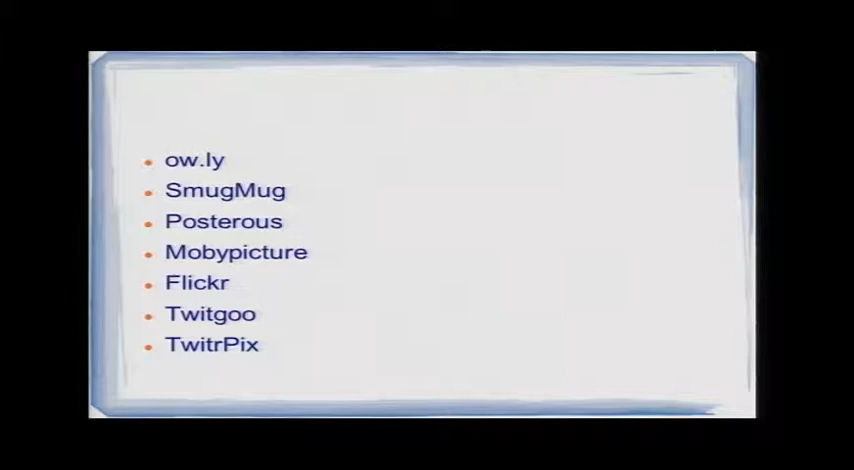 • ow.ly
• SmugMug
• Posterous
• Mobypicture
• Flickr
• Twitgoo
• TwitrPix